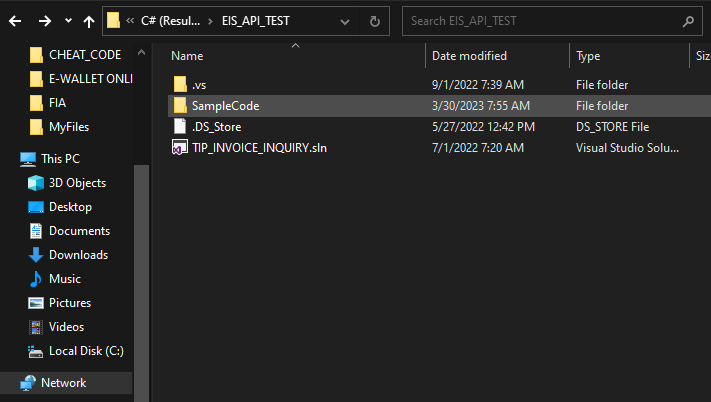 C# (Resul... EIS_API_TEST Search EIS_API_TEST
Name Date modified Type Siz
CHEAT_CODE
E-WALLET ONLI
FIA
MyFiles
This PC
3D Objects
Desktop
Documents
Downloads
Music
Pictures
Videos
Local Disk (C:)
Network
.vs 9/1/2022 7:39 AM File folder
SampleCode 3/30/2023 7:55 AM File folder
.DS_Store 5/27/2022 12:42 PM DS_STORE File
TIP_INVOICE_INQUIRY.sln 7/1/2022 7:20 AM Visual Studio Solu...